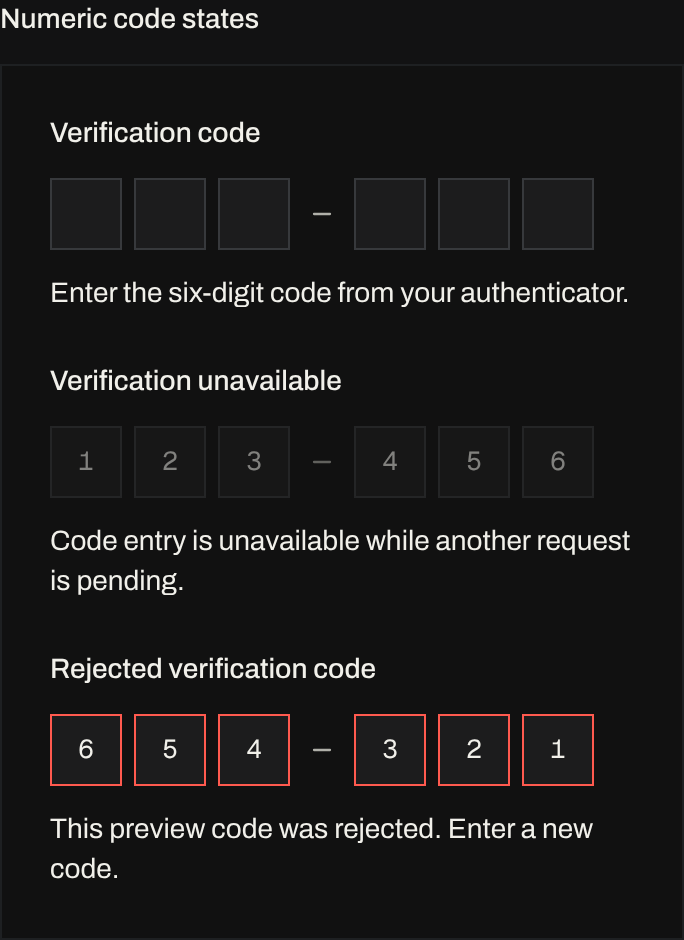 Numeric code states
Verification code
–
Enter the six-digit code from your authenticator.
Verification unavailable
1 2 3 – 4 5 6
Code entry is unavailable while another request
is pending.
Rejected verification code
6 5 4 – 3 2 1
This preview code was rejected. Enter a new
code.